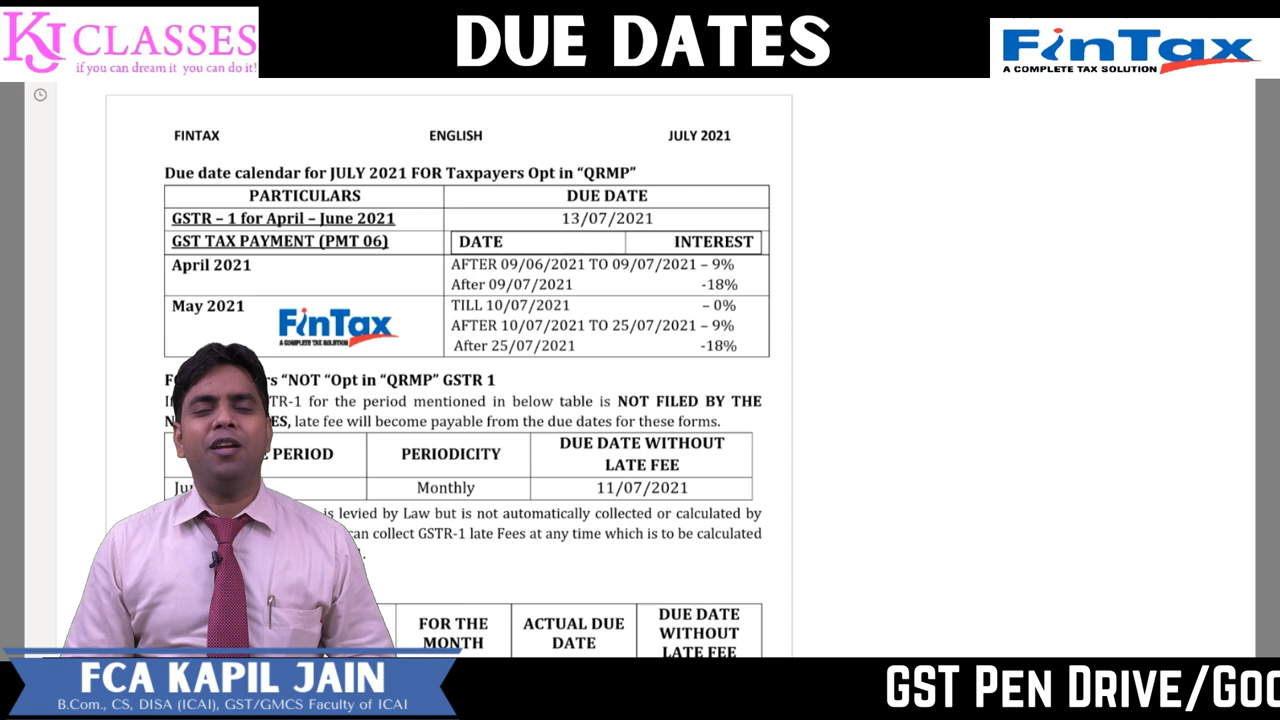 KJ CLASSES
if you can dream it you can do it!
DUE DATES
FinTax
A COMPLETE TAX SOLUTION
FINTAX ENGLISH JULY 2021
Due date calendar for JULY 2021 FOR Taxpayers Opt in “QRMP”
PARTICULARS DUE DATE
GSTR – 1 for April – June 2021 13/07/2021
GST TAX PAYMENT (PMT 06) DATE INTEREST
April 2021 AFTER 09/06/2021 TO 09/07/2021 – 9%
After 09/07/2021 -18%
May 2021 TILL 10/07/2021 – 0%
FinTax
A COMPLETE TAX SOLUTION
AFTER 10/07/2021 TO 25/07/2021 – 9%
After 25/07/2021 -18%
“NOT “Opt in “QRMP” GSTR 1
for the period mentioned in below table is NOT FILED BY THE
late fee will become payable from the due dates for these forms.
PERIOD PERIODICITY DUE DATE WITHOUT
LATE FEE
Monthly 11/07/2021
is levied by Law but is not automatically collected or calculated by
can collect GSTR-1 late Fees at any time which is to be calculated
FOR THE MONTH ACTUAL DUE DATE DUE DATE WITHOUT LATE FEE
FCA KAPIL JAIN
B.Com., CS, DISA (ICAI), GST/GMCS Faculty of ICAI
GST PEN DRIVE/GOO